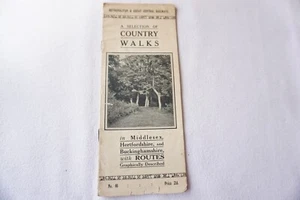 METROPOLITAN & GREAT CENTRAL RAILWAYS
A SELECTION OF
COUNTRY
WALKS
in Middlesex,
Hertfordshire, and
Buckinghamshire,
with ROUTES
Graphically Described
Price 2d.